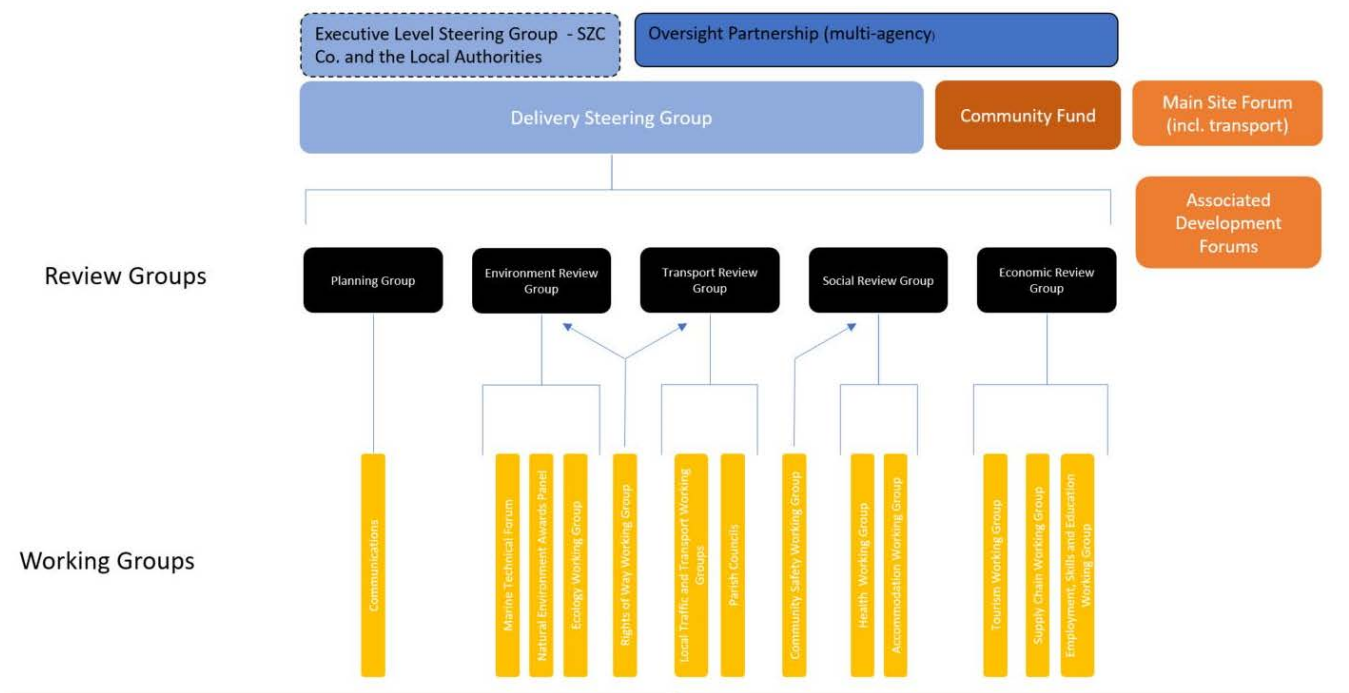 Executive Level Steering Group - SZC
Co. and the Local Authorities
Oversight Partnership (multi-agency)
Delivery Steering Group
Community Fund
Main Site Forum
(incl. transport)
Associated
Development
Forums
Review Groups
Planning Group
Environment Review
Group
Transport Review
Group
Social Review Group
Economic Review
Group
Working Groups
Comunications
Marine Technical Forum
Natural Environment Awards Panel
Ecology Working Group
Rights of Way Working Group
Local Traffic and Transport Working
Groups
Parish Councils
Community Safety Working Group
Health Working Group
Accommodation Working Group
Tourism Working Group
Supply Chain Working Group
Employment, Skills and Education
Working Group